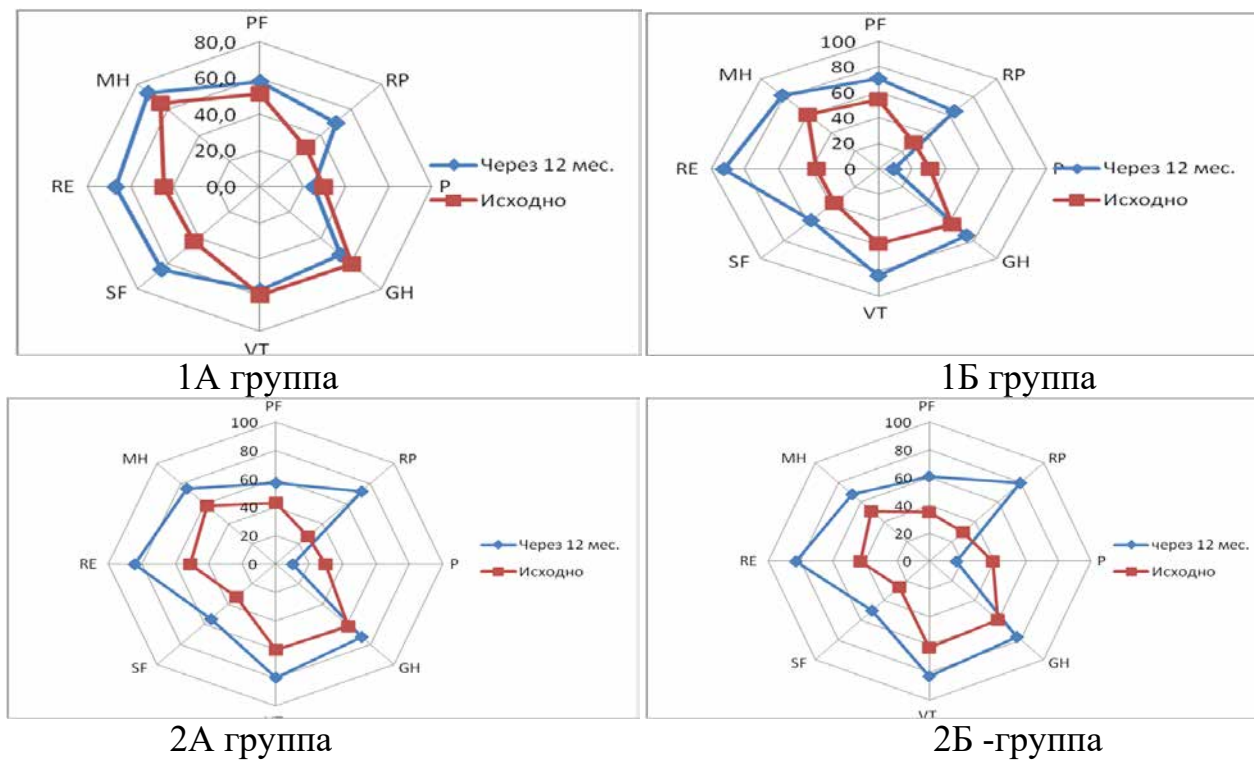 PF
80,0
MH
60,0
RP
40,0
20,0
RE
0,0
P
Через 12 мес.
Исходно
SF
GH
VT
1А группа
PF
100
MH
80
RP
60
40
20
RE
0
Через 12 мес.
Исходно
SF
GH
VT
1Б группа
PF
100
MH
80
RP
60
40
20
RE
0
P
Через 12 мес.
Исходно
SF
GH
2А группа
PF
100
MH
80
RP
60
40
20
RE
0
P
через 12 мес.
Исходно
SF
GH
VT
2Б -группа